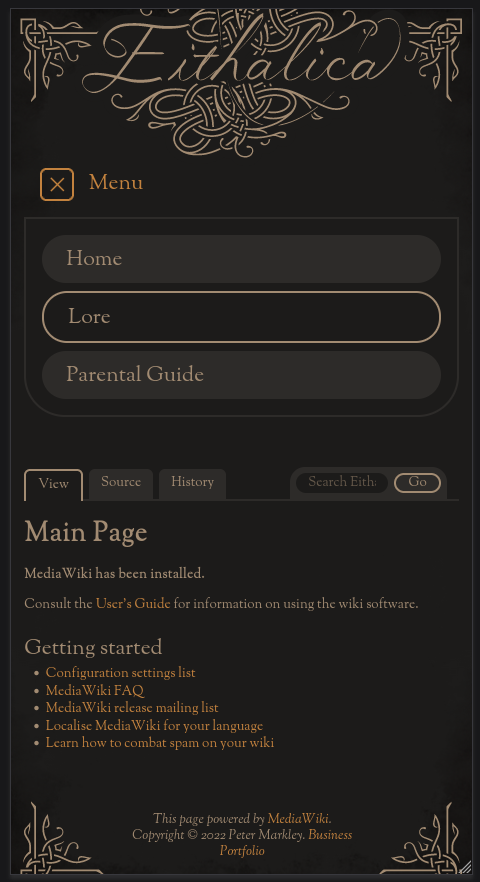 Eithalica
Menu
Home
Lore
Parental Guide
View Source History Search Eith Go
Main Page
MediaWiki has been installed.
Consult the User's Guide for information on using the wiki software.
Getting started
• Configuration settings list
• MediaWiki FAQ
• MediaWiki release mailing list
• Localise MediaWiki for your language
• Learn how to combat spam on your wiki
This page powered by MediaWiki.
Copyright © 2022 Peter Markley. Business
Portfolio